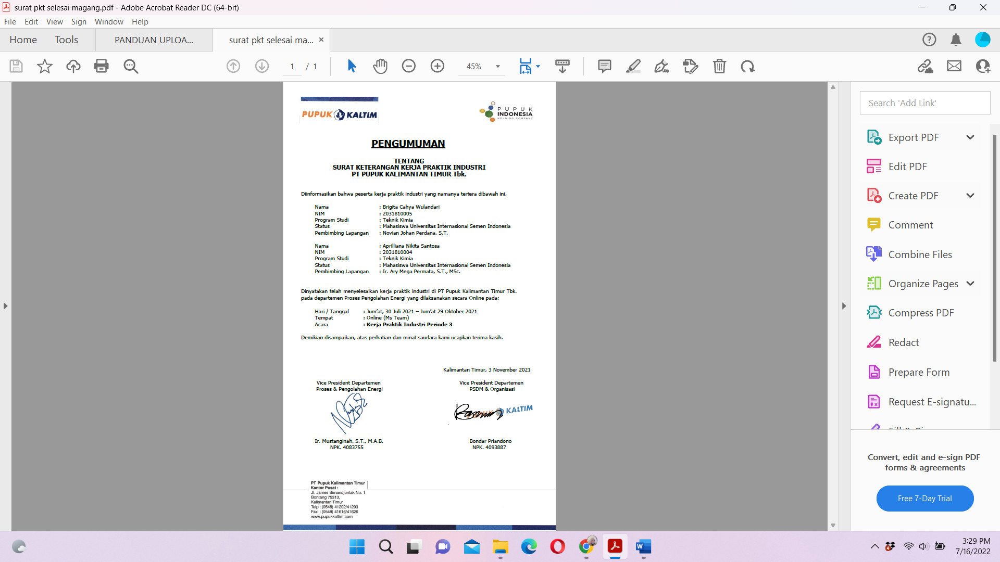 surat pkt selesai magang.pdf - Adobe Acrobat Reader DC (64-bit)
File Edit View Sign Window Help
Home Tools PANDUAN UPLOA... surat pkt selesai ma... ×
1 / 1 45%
Search 'Add Link'
Export PDF
Edit PDF
Create PDF
Comment
Combine Files
Organize Pages
Compress PDF
Redact
Prepare Form
Request E-signatu...
Convert, edit and e-sign PDF
forms & agreements
Free 7-Day Trial
PUPUK KALTIM
PUPUK
INDONESIA
HOLDING COMPANY
PENGUMUMAN
TENTANG
SURAT KETERANGAN KERJA PRAKTIK INDUSTRI
PT PUPUK KALIMANTAN TIMUR Tbk.
Diinformasikan bahwa peserta kerja praktik industri yang namanya tertera dibawah ini,
Nama : Brigita Cahya Wulandari
NIM : 2031810005
Program Studi : Teknik Kimia
Status : Mahasiswa Universitas Internasional Semen Indonesia
Pembimbing Lapangan : Novian Johan Perdana, S.T.
Nama : Aprilliana Nikita Santosa
NIM : 2031810004
Program Studi : Teknik Kimia
Status : Mahasiswa Universitas Internasional Semen Indonesia
Pembimbing Lapangan : Ir. Ary Mega Permata, S.T., MSc.
Dinyatakan telah menyelesaikan kerja praktik industri di PT Pupuk Kalimantan Timur Tbk.
pada departemen Proses Pengolahan Energi yang dilaksanakan secara Online pada;
Hari / Tanggal : Jum'at, 30 Juli 2021 – Jum'at 29 Oktober 2021
Tempat : Online (Ms Team)
Acara : Kerja Praktik Industri Periode 3
Demikian disampaikan, atas perhatian dan minat saudara kami ucapkan terima kasih.
Kalimantan Timur, 3 November 2021
Vice President Departemen
Proses & Pengolahan Energi
Ir. Mustanginah, S.T., M.A.B.
NPK. 4083755
Vice President Departemen
PSDM & Organisasi
KALTIM
Bondar Priandono
NPK. 4093887
PT Pupuk Kalimantan Timur
Kantor Pusat :
Jl. James Simandjuntak No. 1
Bontang 75313,
Kalimantan Timur
Telp : (0548) 41202/41203
Fax : (0548) 41616/41626
www.pupukkaltim.com
3:29 PM
7/16/2022